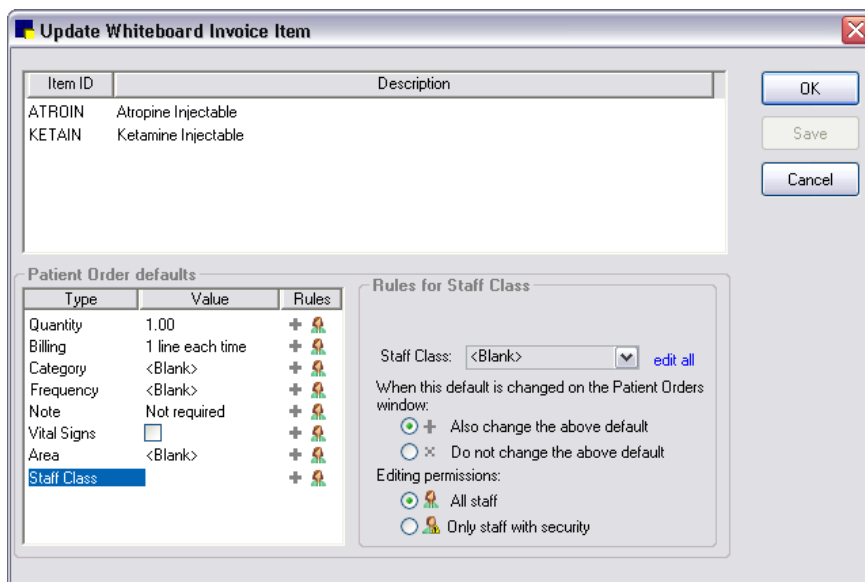 Update Whiteboard Invoice Item
Item ID Description
ATROIN Atropine Injectable
KETAIN Ketamine Injectable
OK
Save
Cancel
Patient Order defaults
Type Value Rules
Quantity 1.00
Billing 1 line each time
Category <Blank>
Frequency <Blank>
Note Not required
Vital Signs
Area <Blank>
Staff Class
Rules for Staff Class
Staff Class: <Blank> edit all
When this default is changed on the Patient Orders
window:
Also change the above default
Do not change the above default
Editing permissions:
All staff
Only staff with security